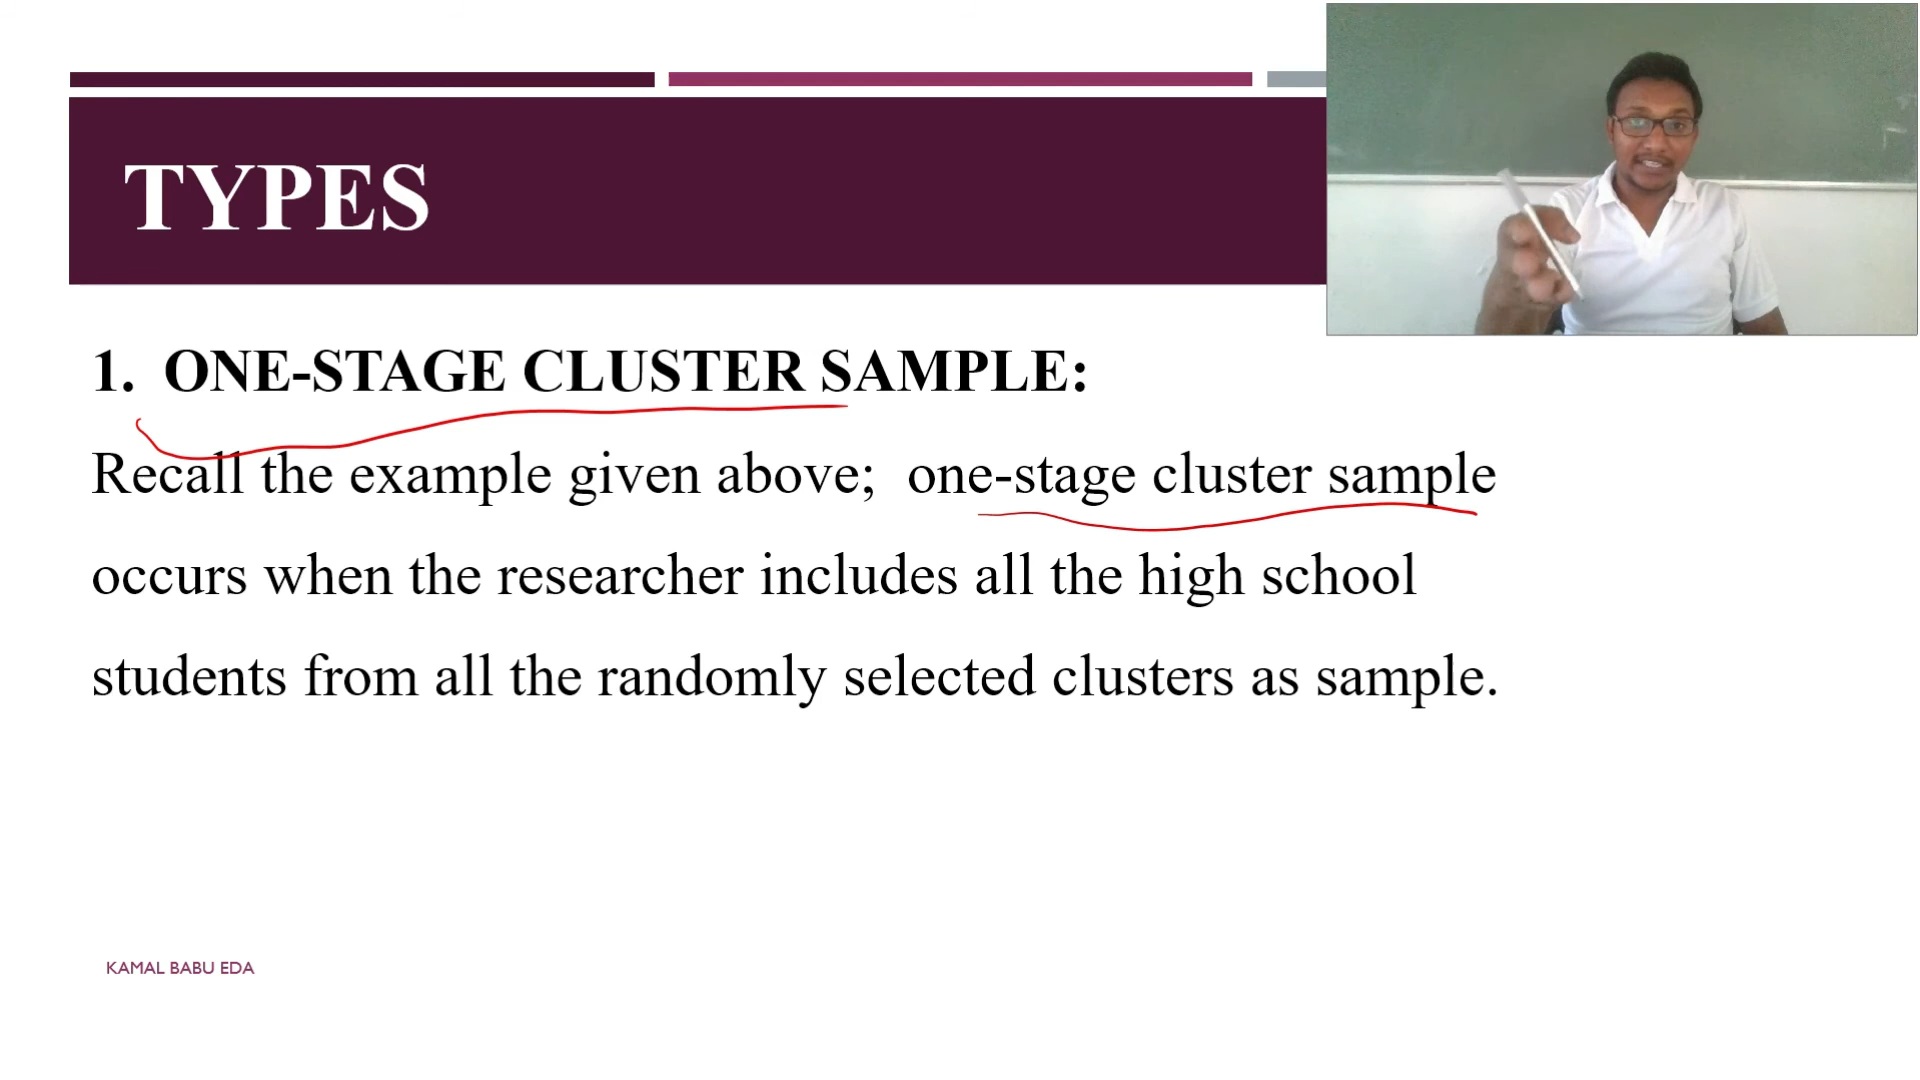 TYPES
1. ONE-STAGE CLUSTER SAMPLE:
Recall the example given above; one-stage cluster sample
occurs when the researcher includes all the high school
students from all the randomly selected clusters as sample.
KAMAL BABU EDA